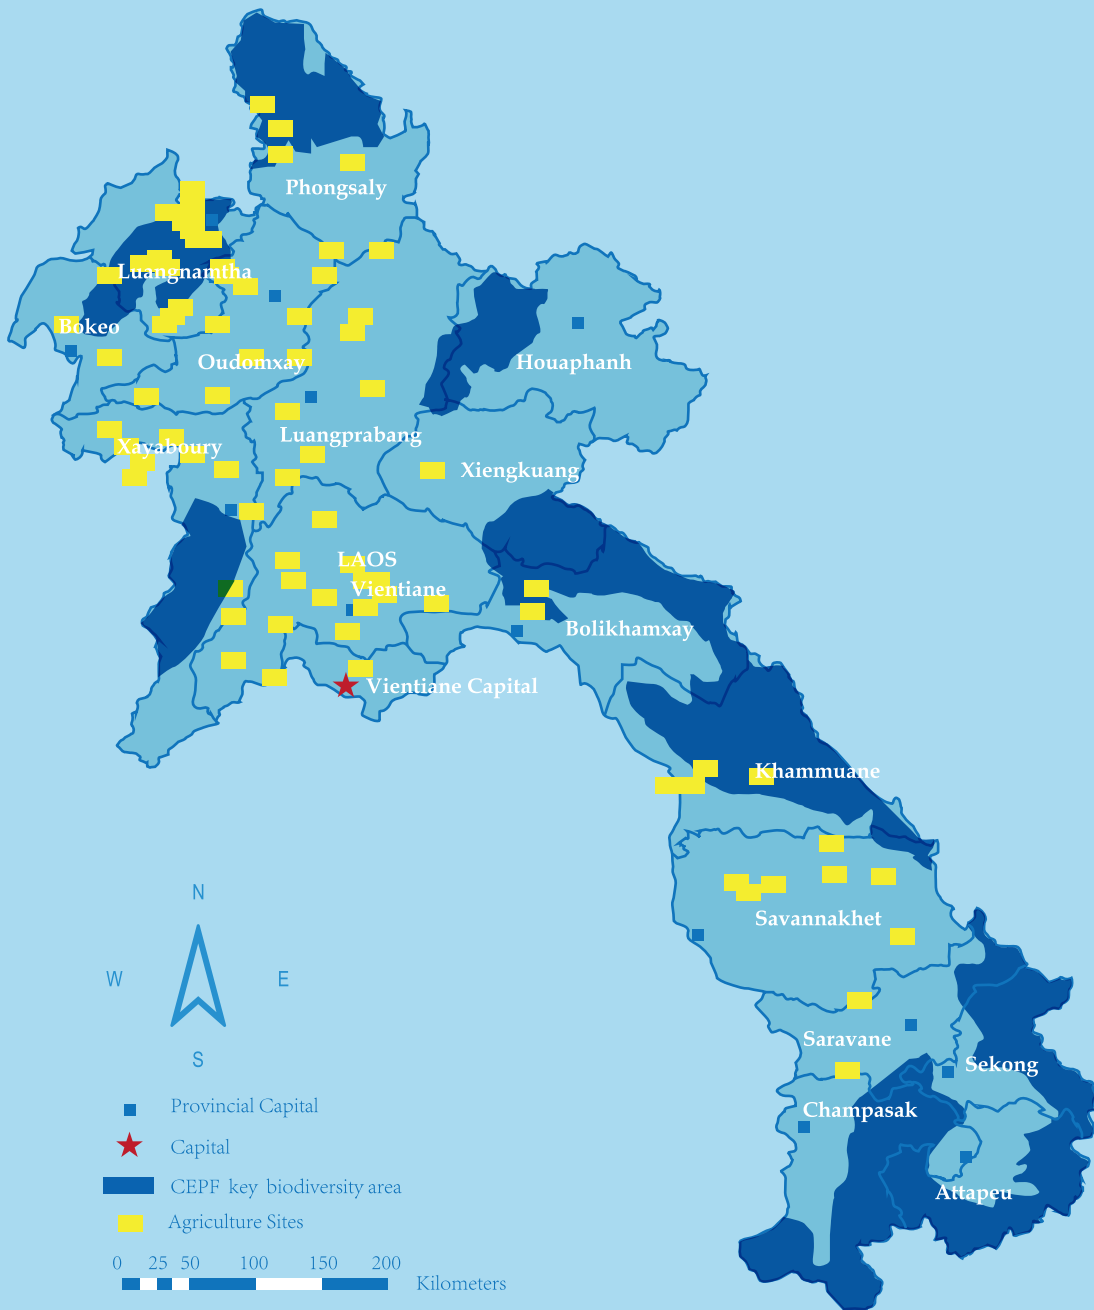 Phongsaly
Luangnamtha
Bokeo
Oudomxay
Houaphanh
Luangprabang
Xayaboury
Xiengkuang
LAOS
Vientiane
Bolikhamxay
Vientiane Capital
Khammuane
Savannakhet
Saravane
Sekong
Champasak
Attapeu
N
W E
S
Provincial Capital
Capital
CEPF key biodiversity area
Agriculture Sites
0 25 50 100 150 200
Kilometers